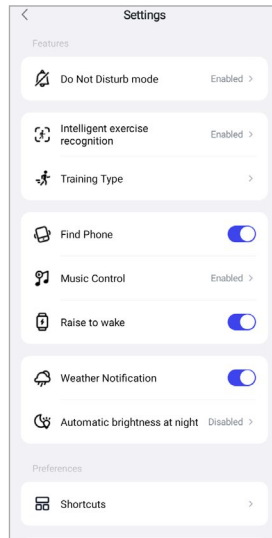 Settings
Features
Do Not Disturb mode Enabled
Intelligent exercise
recognition Enabled
Training Type
Find Phone
Music Control Enabled
Raise to wake
Weather Notification
Automatic brightness at night Disabled
Preferences
Shortcuts